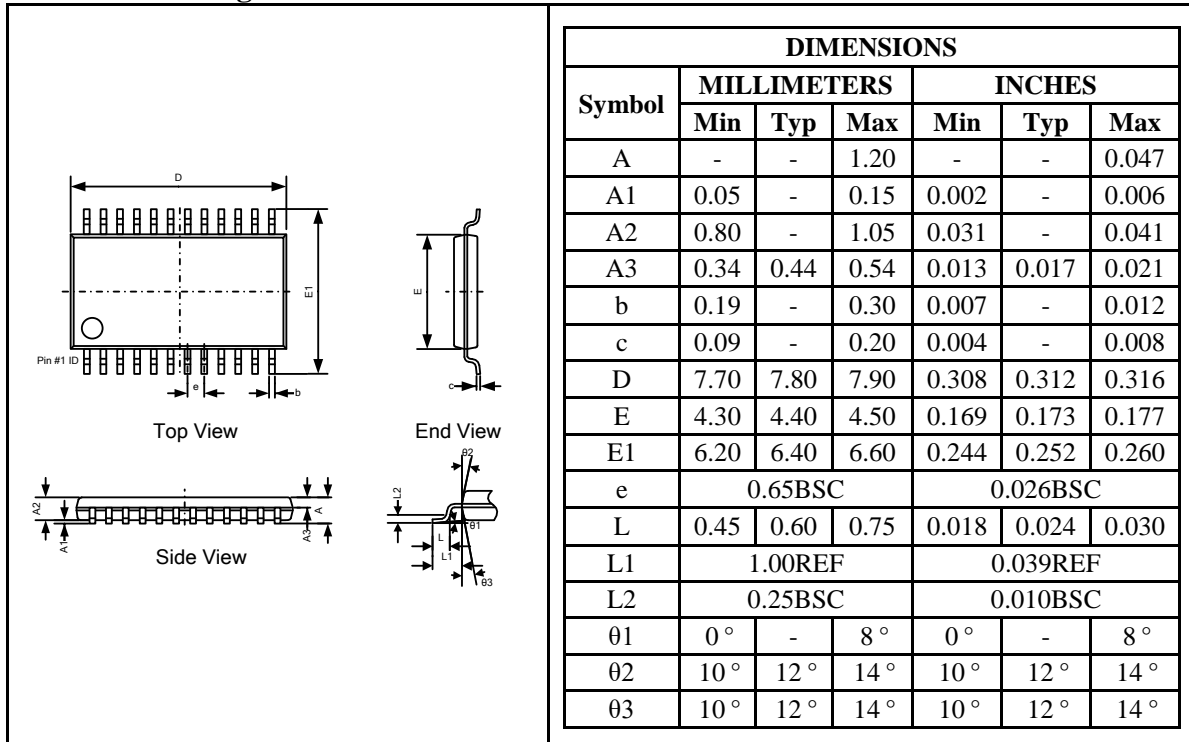 D
E1
E
Pin #1 ID
e
b
c
Top View
End View
A2
A1
A
A3
Side View
θ2
L2
θ1
L
L1
θ3
DIMENSIONS
Symbol MILLIMETERS INCHES
Min Typ Max Min Typ Max
A - - 1.20 - - 0.047
A1 0.05 - 0.15 0.002 - 0.006
A2 0.80 - 1.05 0.031 - 0.041
A3 0.34 0.44 0.54 0.013 0.017 0.021
b 0.19 - 0.30 0.007 - 0.012
c 0.09 - 0.20 0.004 - 0.008
D 7.70 7.80 7.90 0.308 0.312 0.316
E 4.30 4.40 4.50 0.169 0.173 0.177
E1 6.20 6.40 6.60 0.244 0.252 0.260
e 0.65BSC 0.026BSC
L 0.45 0.60 0.75 0.018 0.024 0.030
L1 1.00REF 0.039REF
L2 0.25BSC 0.010BSC
θ1 0° - 8° 0° - 8°
θ2 10° 12° 14° 10° 12° 14°
θ3 10° 12° 14° 10° 12° 14°